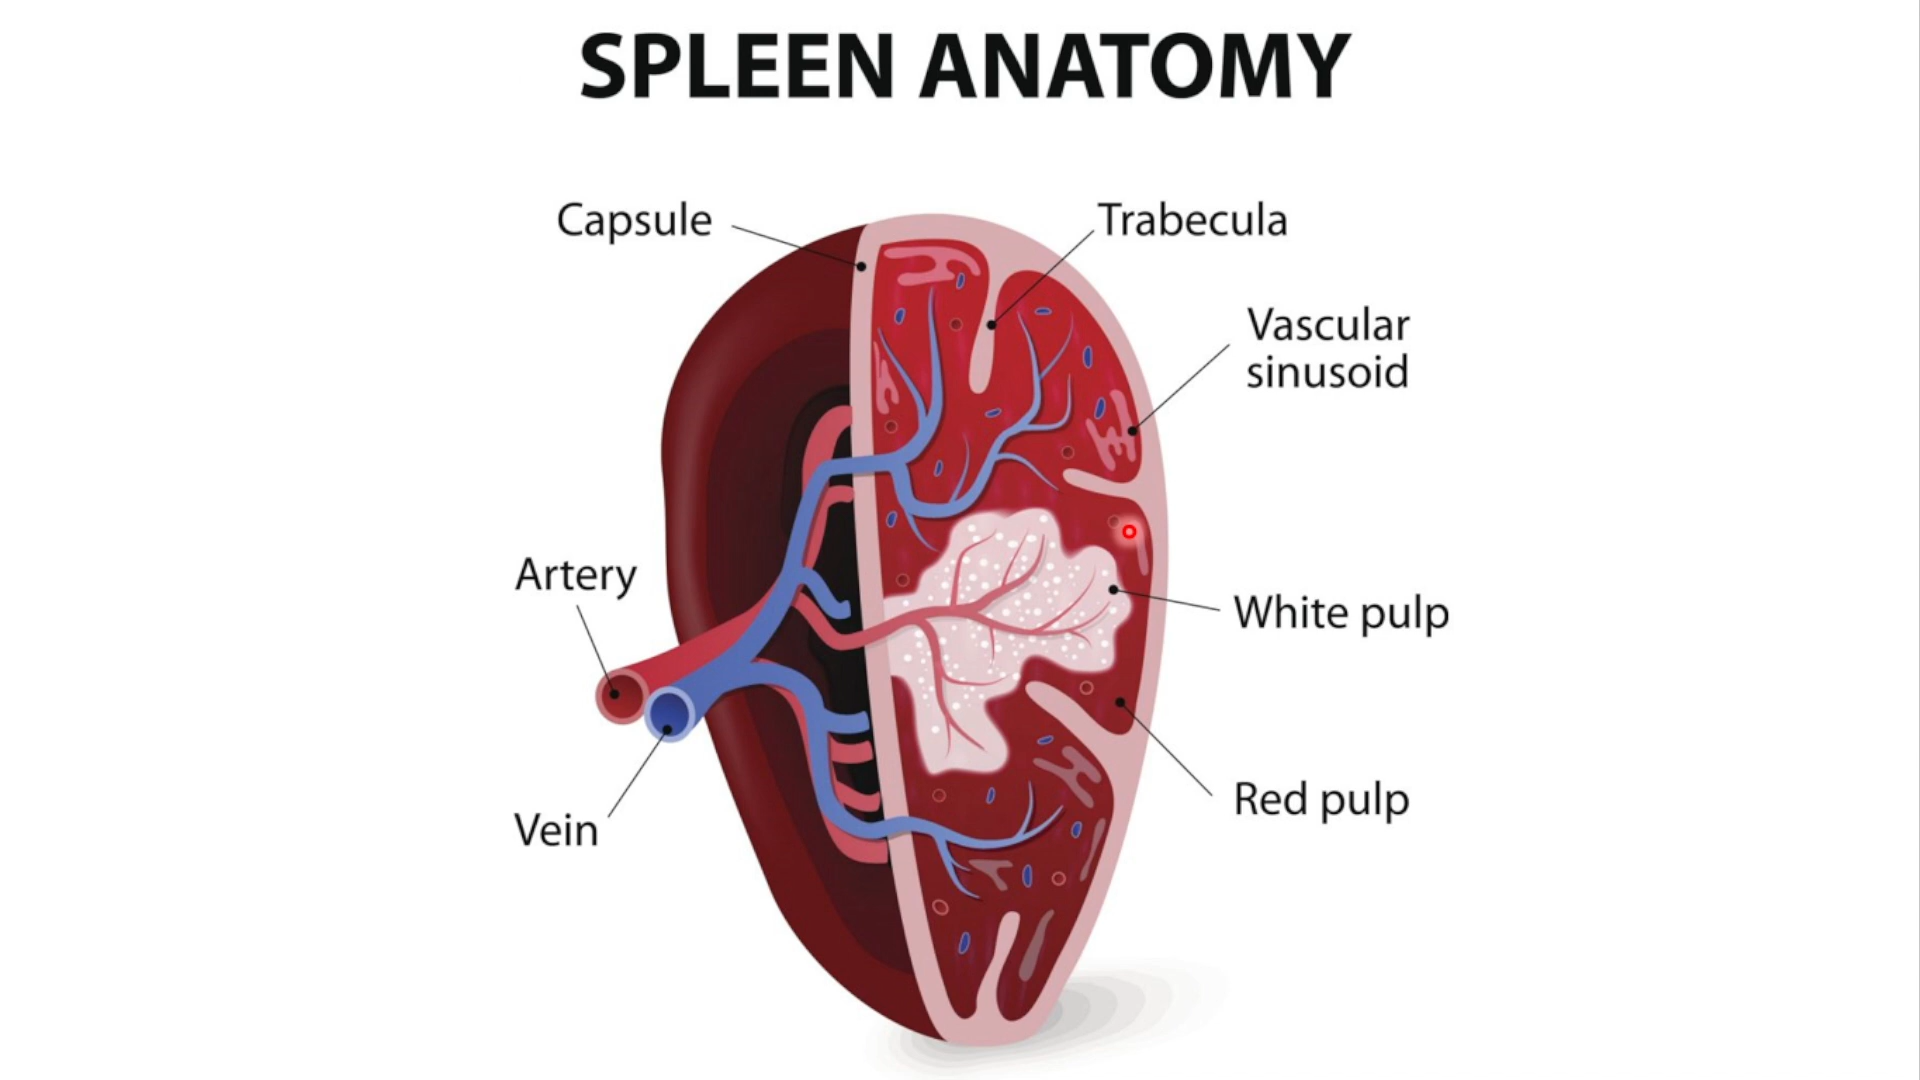 SPLEEN ANATOMY
Capsule
Trabecula
Vascular
sinusoid
Artery
White pulp
Vein
Red pulp